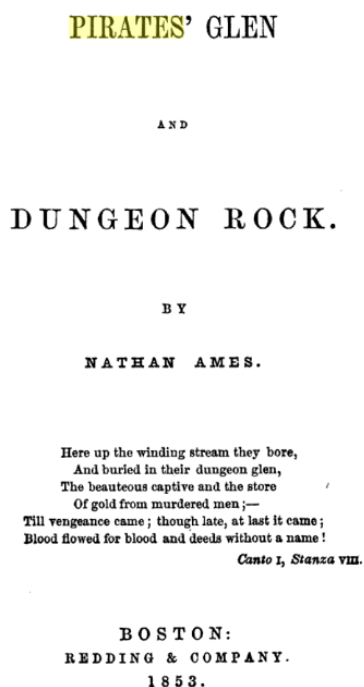 PIRATES' GLEN
AND
DUNGEON ROCK.
BY
NATHAN AMES.
Here up the winding stream they bore,
And buried in their dungeon glen,
The beauteous captive and the store
Of gold from murdered men;—
Till vengeance came; though late, at last it came;
Blood flowed for blood and deeds without a name!
Canto I, Stanza VIII.
BOSTON:
REDDING & COMPANY.
1853.